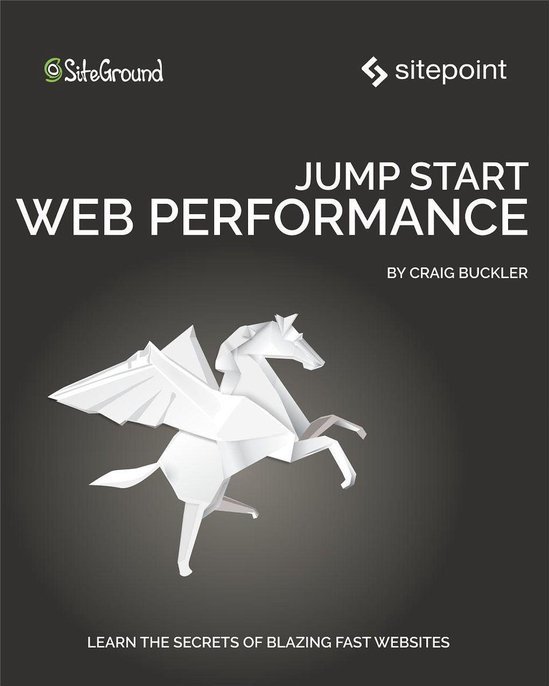 SiteGround
sitepoint
JUMP START
WEB PERFORMANCE
BY CRAIG BUCKLER
LEARN THE SECRETS OF BLAZING FAST WEBSITES